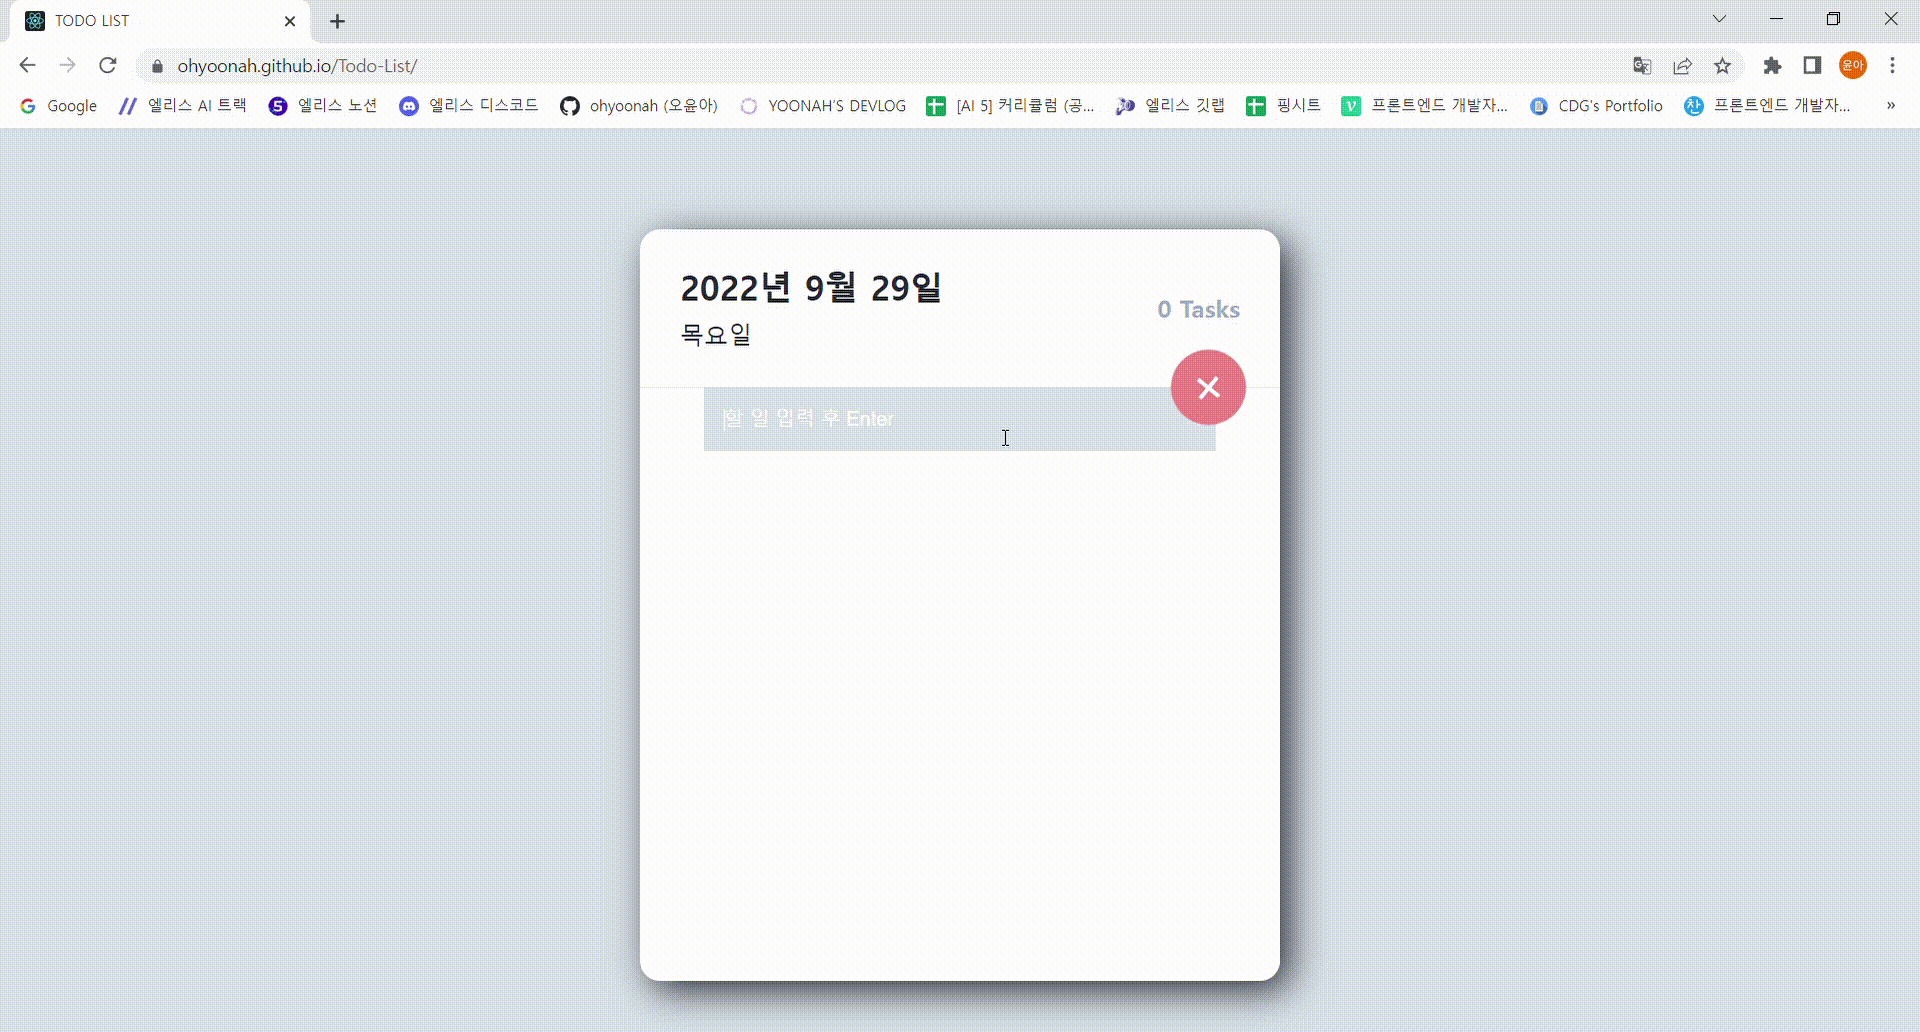 TODO LIST
ohyoonah.github.io/Todo-List/
윤아
Google
엘리스 AI 트랙
엘리스 노션
엘리스 디스코드
ohyoonah (오윤아)
YOONAH'S DEVLOG
[AI 5] 커리큘럼 (공...
엘리스 깃랩
핑시트
프론트엔드 개발자...
CDG's Portfolio
찬
프론트엔드 개발자...
»
2022년 9월 29일
0 Tasks
목요일
할 일 입력 후 Enter